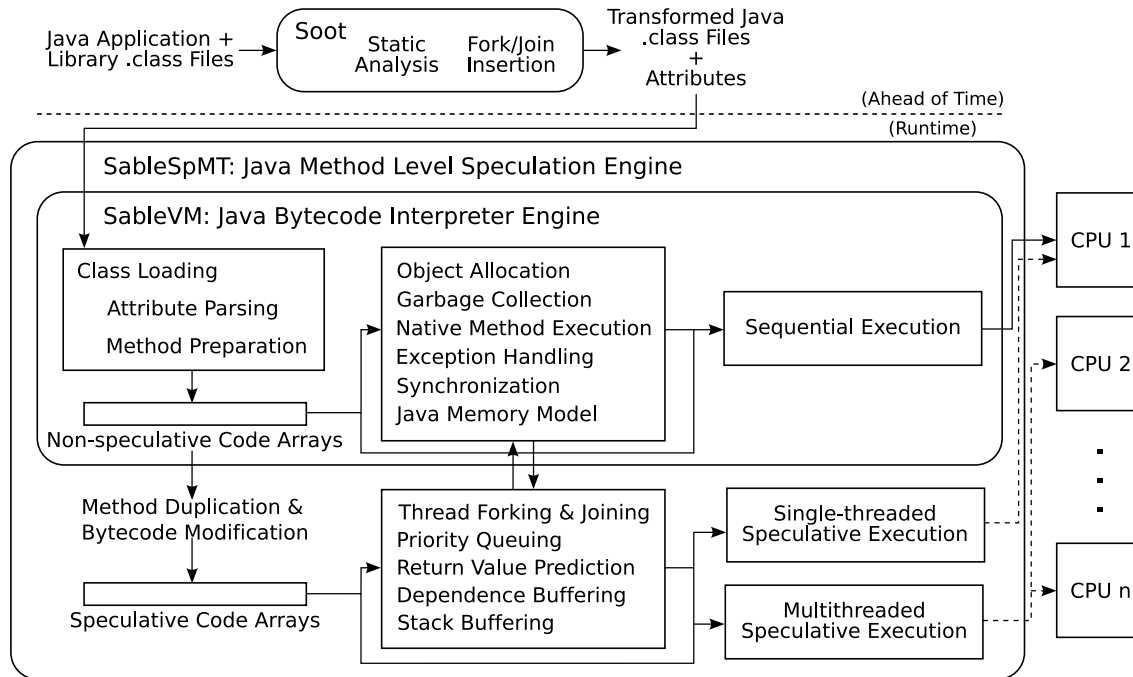 Java Application +
Library .class Files
Soot
Static
Analysis
Fork/Join
Insertion
Transformed Java
.class Files
+
Attributes
(Ahead of Time)
(Runtime)
SableSpMT: Java Method Level Speculation Engine
SableVM: Java Bytecode Interpreter Engine
Class Loading
Attribute Parsing
Method Preparation
Non-speculative Code Arrays
Object Allocation
Garbage Collection
Native Method Execution
Exception Handling
Synchronization
Java Memory Model
Sequential Execution
Method Duplication &
Bytecode Modification
Speculative Code Arrays
Thread Forking & Joining
Priority Queuing
Return Value Prediction
Dependence Buffering
Stack Buffering
Single-threaded
Speculative Execution
Multithreaded
Speculative Execution
CPU 1
CPU 2
CPU n